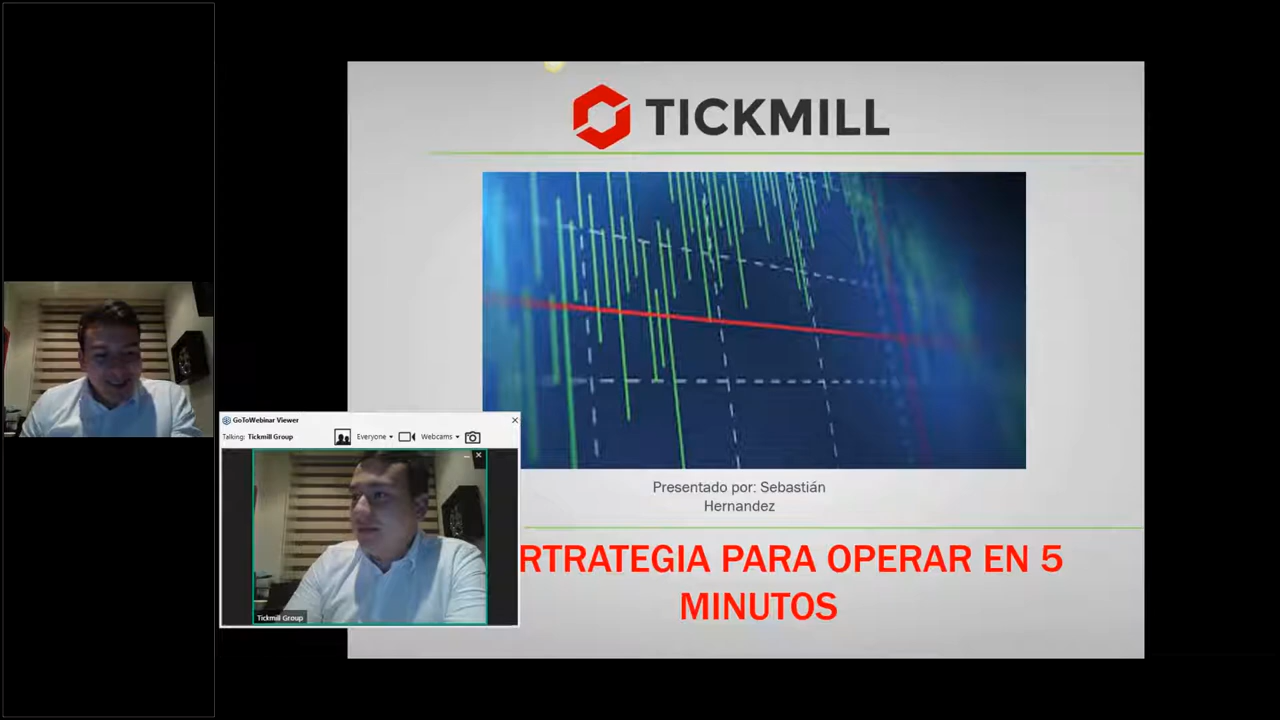 TICKMILL
GoToWebinar Viewer
Talking: Tickmill Group
Everyone
Webcams
Tickmill Group
Presentado por: Sebastián
Hernandez
RTRATEGIA PARA OPERAR EN 5
MINUTOS